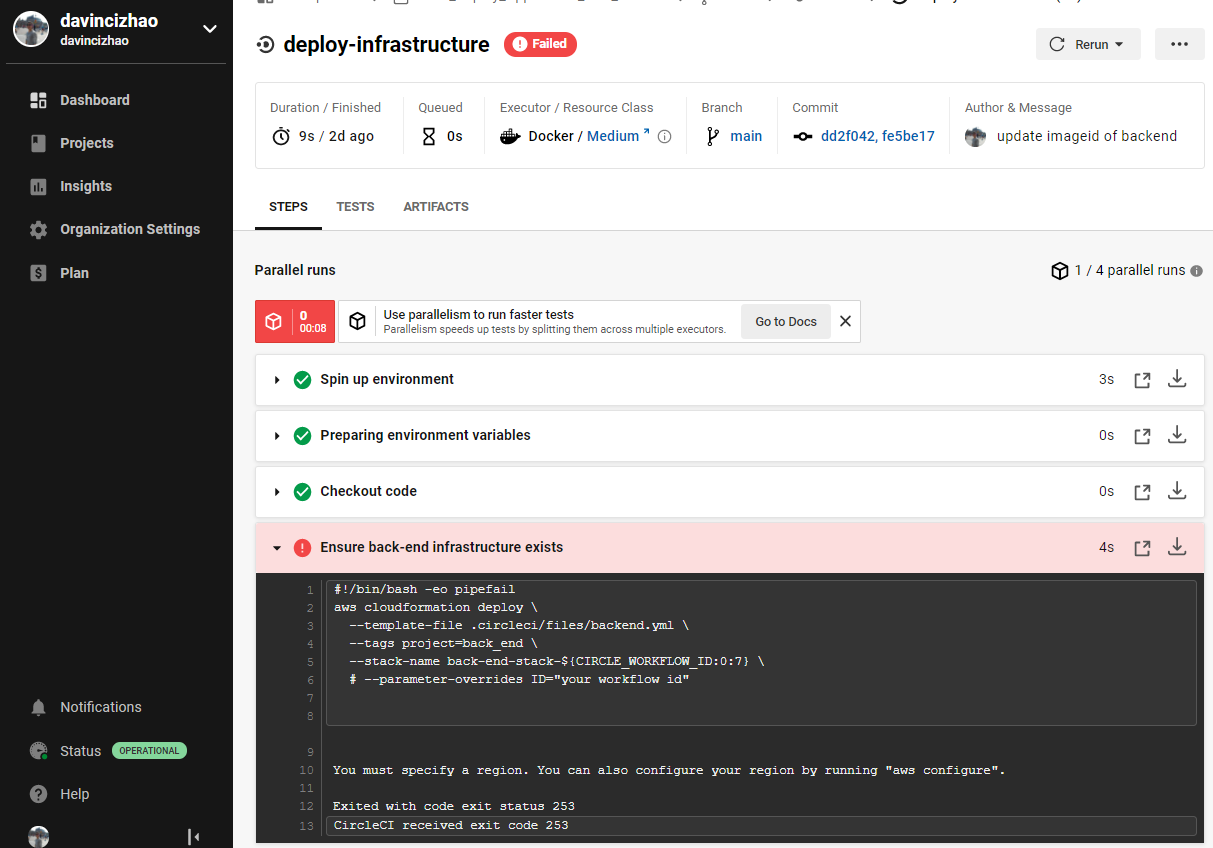 davincizhao
davincizhao
Dashboard
Projects
Insights
Organization Settings
Plan
Notifications
Status OPERATIONAL
Help
deploy-infrastructure Failed
Rerun
Duration / Finished Queued Executor / Resource Class Branch Commit Author & Message
9s / 2d ago 0s Docker / Medium main dd2f042, fe5be17 update imageid of backend
STEPS TESTS ARTIFACTS
Parallel runs 1 / 4 parallel runs
0
00:08
Use parallelism to run faster tests
Parallelism speeds up tests by splitting them across multiple executors.
Go to Docs
Spin up environment 3s
Preparing environment variables 0s
Checkout code 0s
Ensure back-end infrastructure exists 4s
1 #!/bin/bash -eo pipefail
2 aws cloudformation deploy \
3 --template-file .circleci/files/backend.yml \
4 --tags project=back_end \
5 --stack-name back-end-stack-${CIRCLE_WORKFLOW_ID:0:7} \
6 # --parameter-overrides ID="your workflow id"
7
8
9
10 You must specify a region. You can also configure your region by running "aws configure".
11
12 Exited with code exit status 253
13 CircleCI received exit code 253